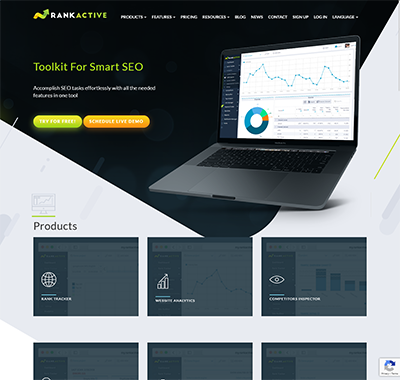 RANKACTIVE
PRODUCTS FEATURES PRICING RESOURCES BLOG NEWS CONTACT SIGN UP LOG IN LANGUAGE
Toolkit For Smart SEO
Accomplish SEO tasks effortlessly with all the needed
features in one tool
TRY FOR FREE! SCHEDULE LIVE DEMO
Products
RANK TRACKER WEBSITE ANALYTICS COMPETITORS INSPECTOR
Privacy - Terms